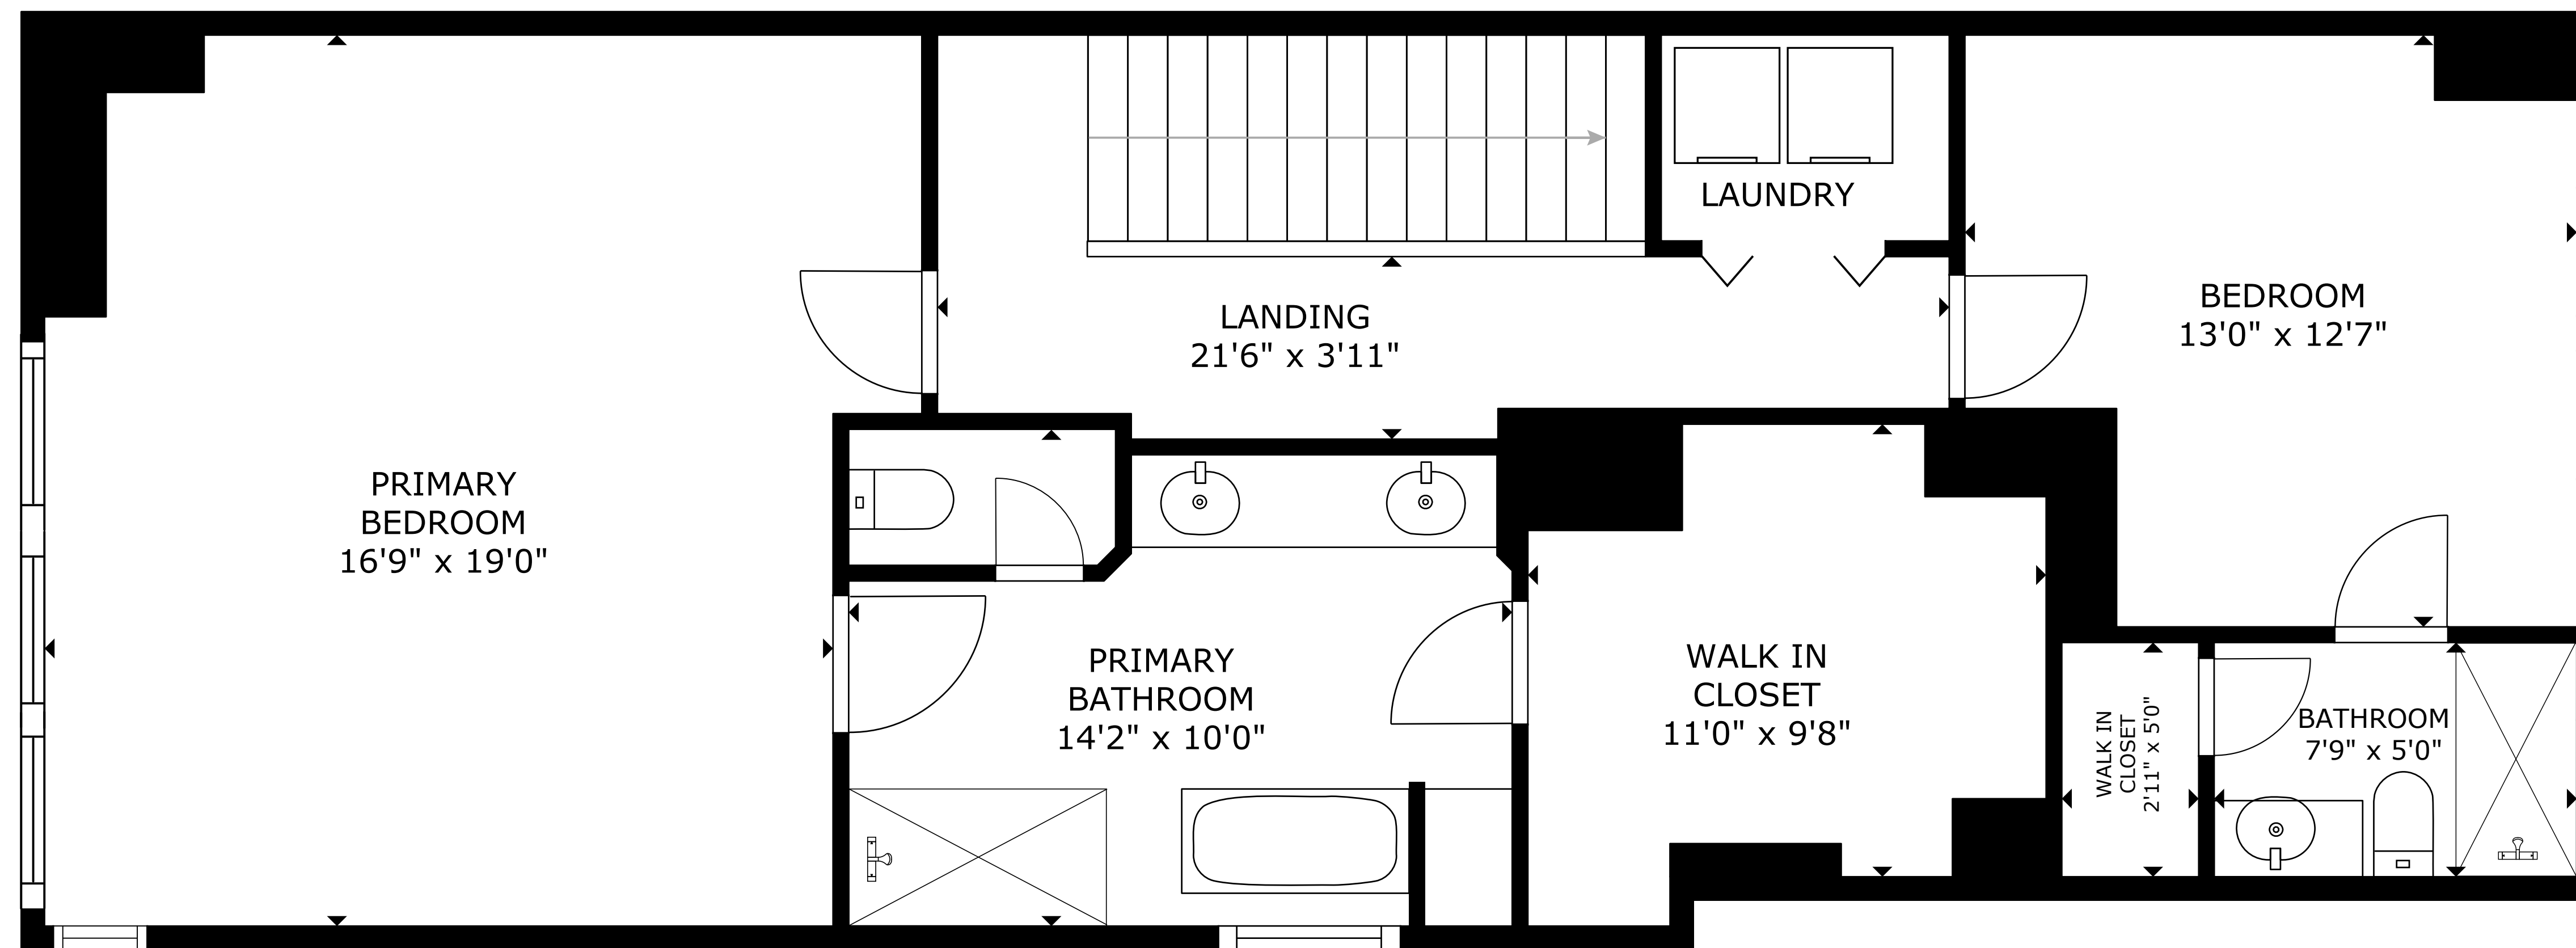 LAUNDRY
BEDROOM
13'0" x 12'7"
LANDING
21'6" x 3'11"
PRIMARY
BEDROOM
16'9" x 19'0"
PRIMARY
BATHROOM
14'2" x 10'0"
WALK IN
CLOSET
11'0" x 9'8"
WALK IN
CLOSET
2'11" x 5'0"
BATHROOM
7'9" x 5'0"